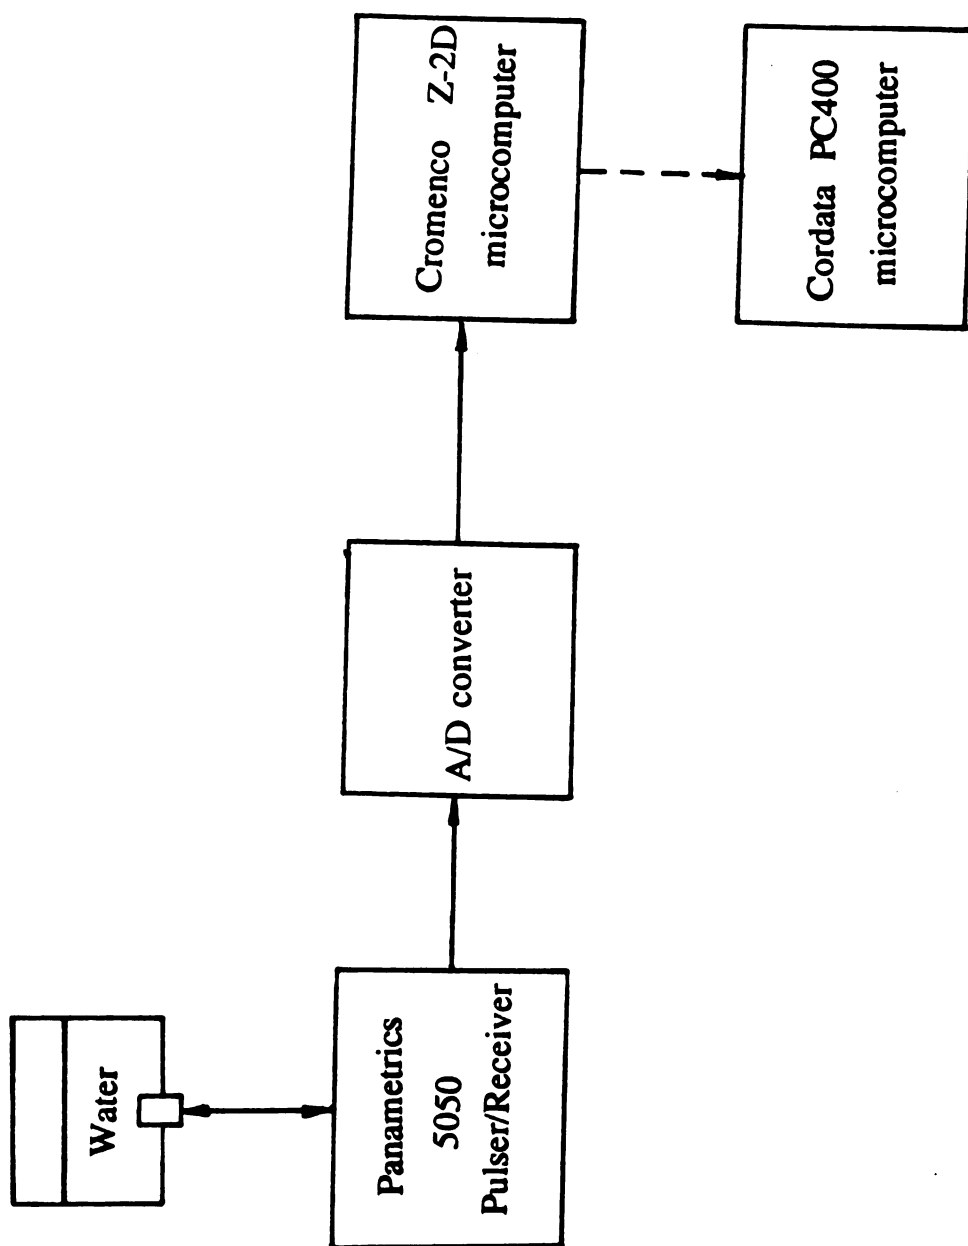 Water
Panametrics
5050
Pulser/Receiver
A/D converter
Cromenco Z-2D
microcomputer
Cordata PC400
microcomputer